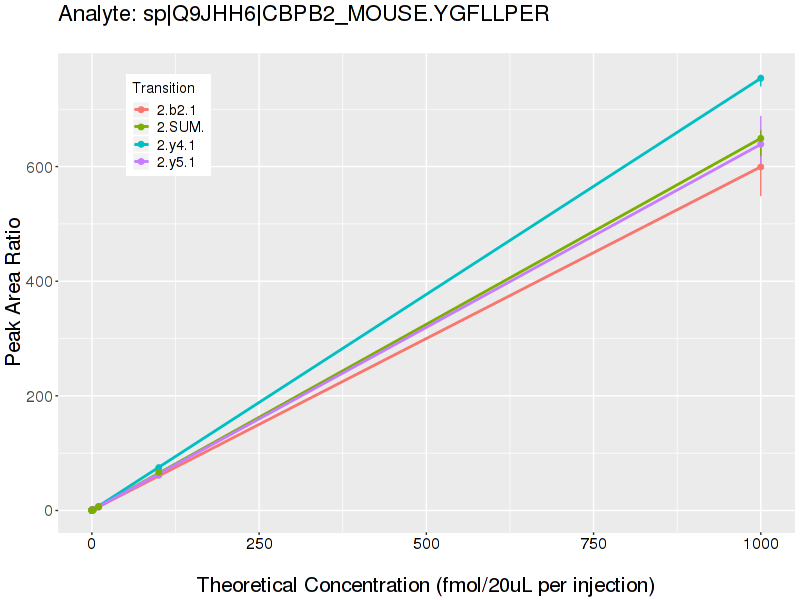 Analyte: sp|Q9JHH6|CBPB2_MOUSE.YGFLLPER
Transition
2.b2.1
2.SUM.
2.y4.1
2.y5.1
Peak Area Ratio
600
400
200
0
0 250 500 750 1000
Theoretical Concentration (fmol/20uL per injection)